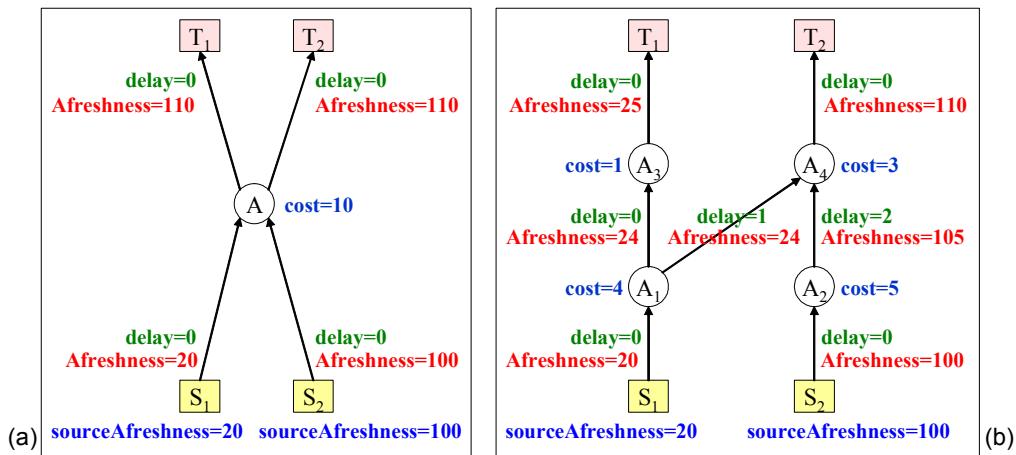 T1 T2
delay=0 delay=0
Afreshness=110 Afreshness=110
A cost=10
delay=0 delay=0
Afreshness=20 Afreshness=100
S1 S2
(a) sourceAfreshness=20 sourceAfreshness=100
T1 T2
delay=0 delay=0
Afreshness=25 Afreshness=110
cost=1 A3 A4 cost=3
delay=0 delay=1 delay=2
Afreshness=24 Afreshness=24 Afreshness=105
cost=4 A1 A2 cost=5
delay=0 delay=0
Afreshness=20 Afreshness=100
S1 S2
sourceAfreshness=20 sourceAfreshness=100 (b)